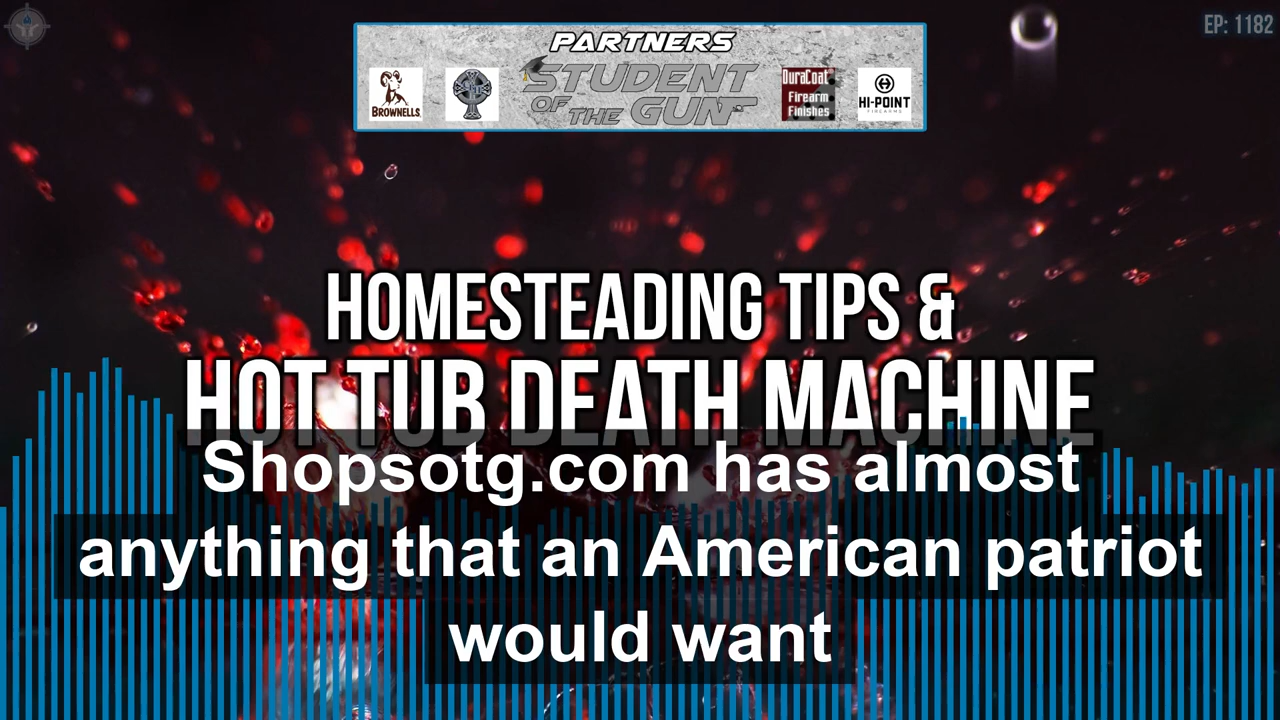 EP: 1182
PARTNERS
STUDENT
OF THE GUN
BROWNELLS
DuraCoat
Firearm
Finishes
HI-POINT
FIREARMS
HOMESTEADING TIPS &
HOT TUB DEATH MACHINE
Shopsotg.com has almost
anything that an American patriot
would want